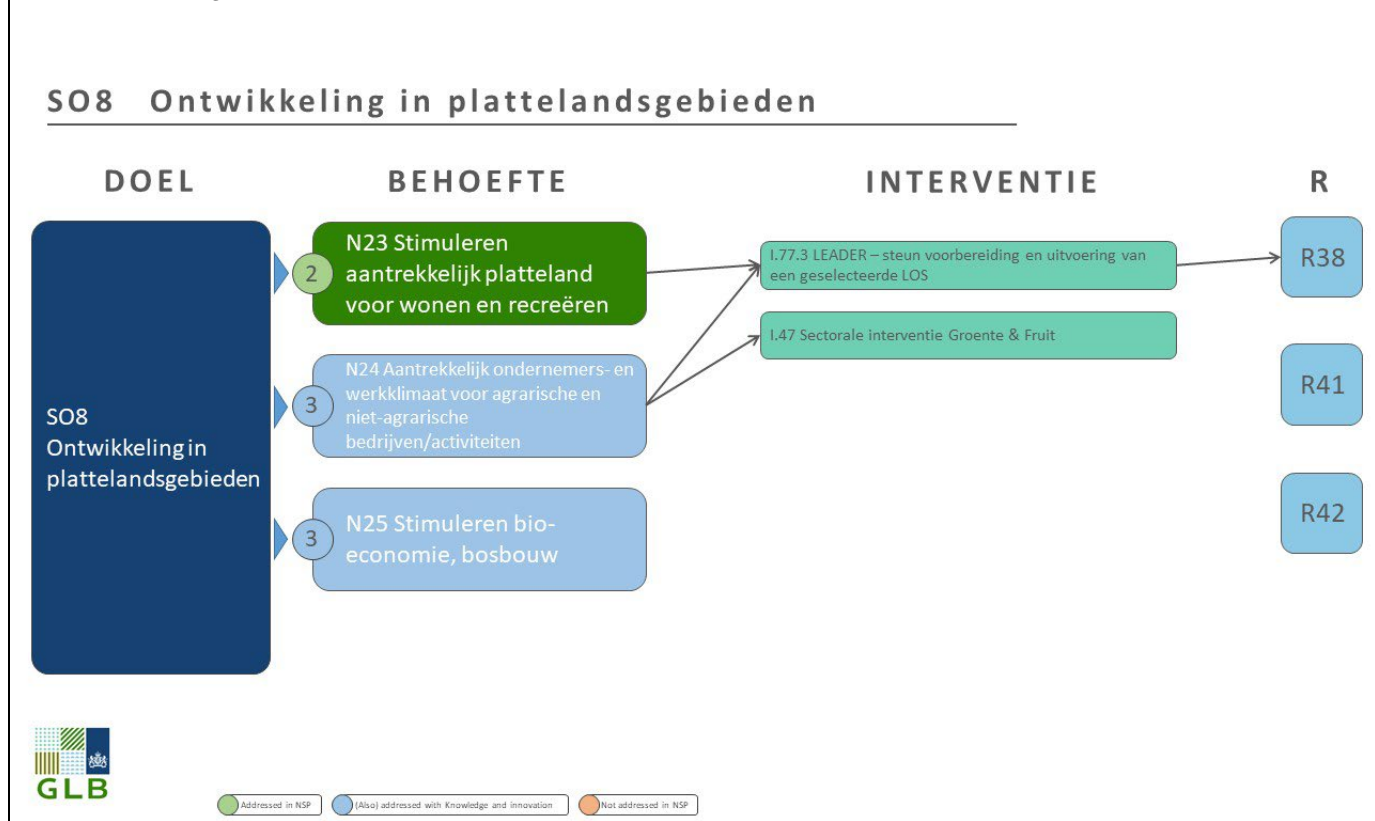 SO8 Ontwikkeling in plattelandsgebieden
DOEL
BEHOEFTE
INTERVENTIE
R
SO8
Ontwikkeling in
plattelandsgebieden
2
N23 Stimuleren
aantrekkelijk platteland
voor wonen en recreëren
3
N24 Aantrekkelijk ondernemers- en
werkklimaat voor agrarische en
niet-agrarische
bedrijven/activiteiten
3
N25 Stimuleren bio-
economie, bosbouw
I.77.3 LEADER – steun voorbereiding en uitvoering van
een geselecteerde LOS
I.47 Sectorale interventie Groente & Fruit
R38
R41
R42
GLB
Addressed in NSP
(Also) addressed with Knowledge and innovation
Not addressed in NSP